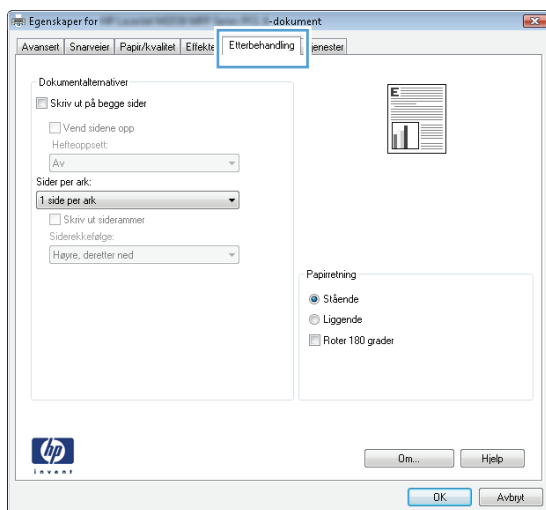 Egenskaper for -dokument
Avansert Snarveier Papir/kvalitet Effekte Etterbehandling jenester
Dokumentalternativer
Skriv ut på begge sider
Vend sidene opp
Hefteoppsett:
Av
Sider per ark:
1 side per ark
Skriv ut siderammer
Siderekkefølge:
Høyre, deretter ned
E
Papirretning
Stående
Liggende
Roter 180 grader
hp
invent
Om... Hjelp
OK Avbryt